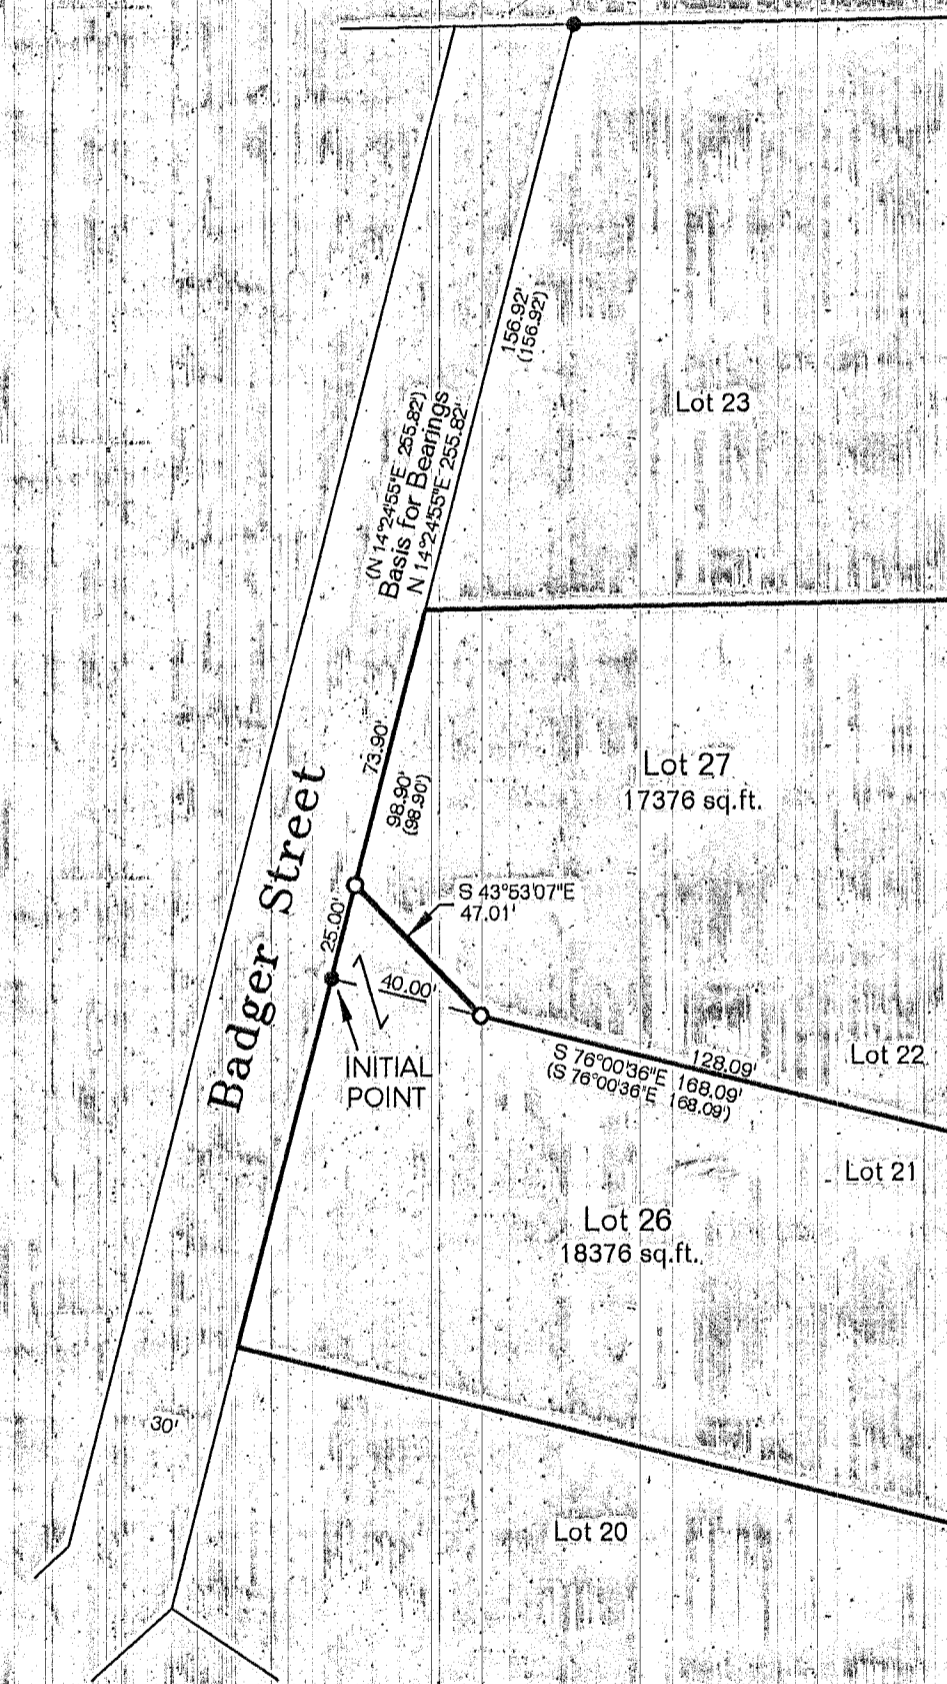 156.92'
(156.92')
Lot 23
(N 14°24'55"E 255.82')
Basis for Bearings
N 14°24'55"E 255.82'
73.90'
98.90'
(98.90')
Lot 27
17376 sq.ft.
Badger Street
S 43°53'07"E
47.01'
25.00'
40.00'
INITIAL
POINT
128.09'
S 76°00'36"E 168.09'
(S 76°00'36"E 168.09')
Lot 22
Lot 21
Lot 26
18376 sq.ft.
30'
Lot 20